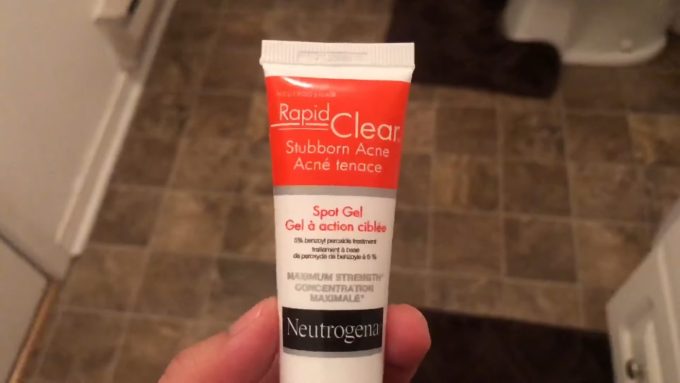 Rapid
Clear
Stubborn Acne
Acné tenace
Spot Gel
Gel à action ciblée
5% benzoyl peroxide treatment
traitement à base
de peroxyde de benzoyle à 5 %
MAXIMUM STRENGTH*
CONCENTRATION
MAXIMALE*
Neutrogena